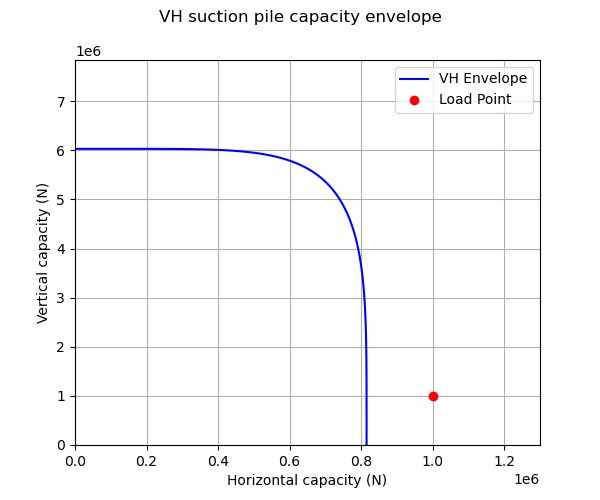 VH suction pile capacity envelope
1e6
VH Envelope
Load Point
7
6
5
4
3
2
1
0
Vertical capacity (N)
0.0 0.2 0.4 0.6 0.8 1.0 1.2
1e6
Horizontal capacity (N)